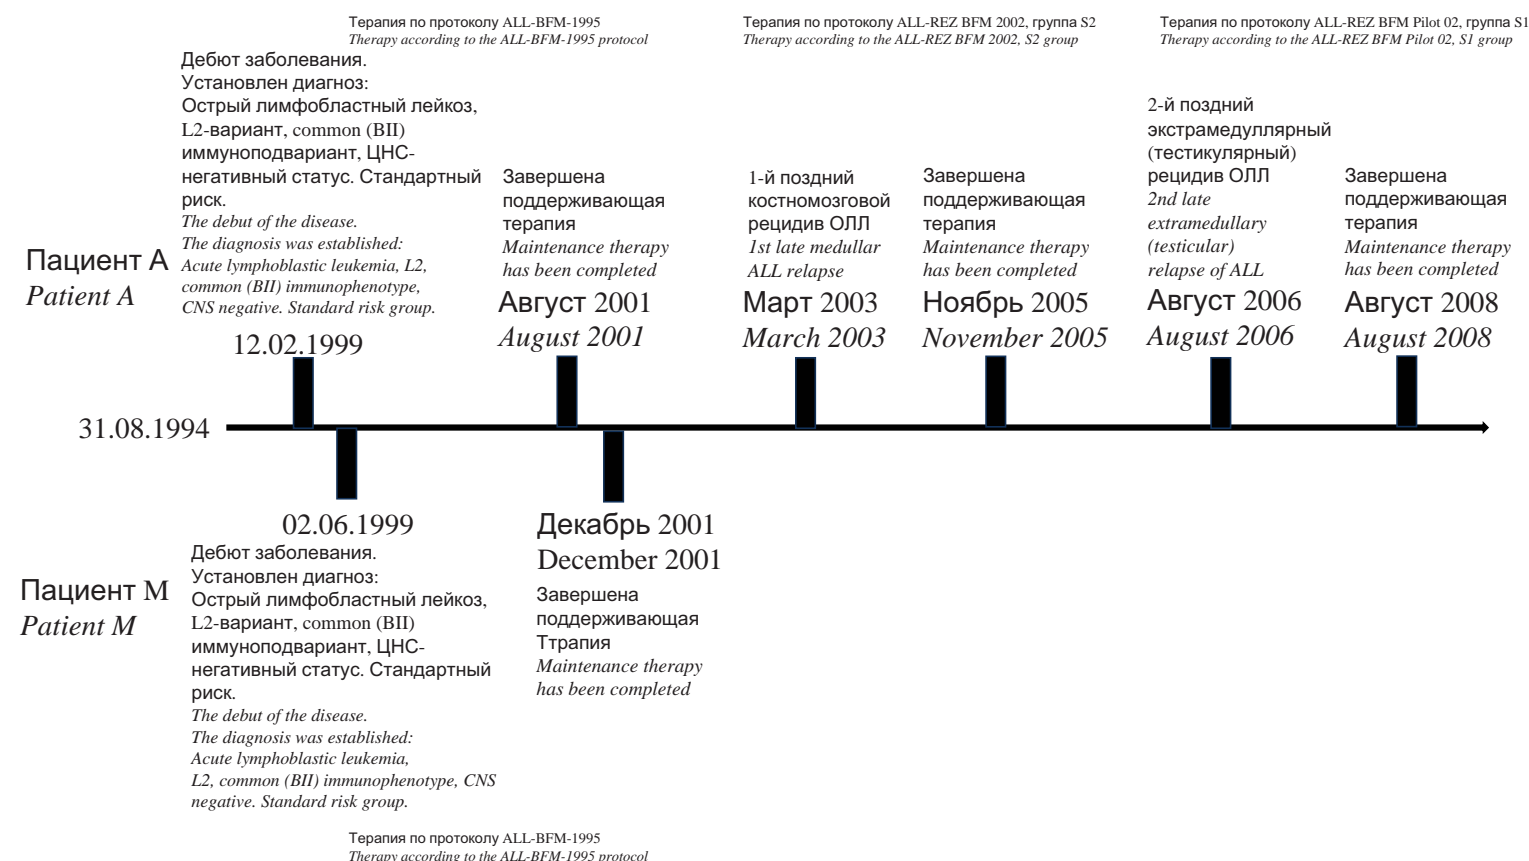 Терапия по протоколу ALL-BFM-1995
Therapy according to the ALL-BFM-1995 protocol
Терапия по протоколу ALL-REZ BFM 2002, группа S2
Therapy according to the ALL-REZ BFM 2002, S2 group
Терапия по протоколу ALL-REZ BFM Pilot 02, группа S1
Therapy according to the ALL-REZ BFM Pilot 02, S1 group
Пациент А
Patient A
Дебют заболевания.
Установлен диагноз:
Острый лимфобластный лейкоз,
L2-вариант, common (BII)
иммуноподвариант, ЦНС-
негативный статус. Стандартный
риск.
The debut of the disease.
The diagnosis was established:
Acute lymphoblastic leukemia, L2,
common (BII) immunophenotype,
CNS negative. Standard risk group.
12.02.1999
Завершена
поддерживающая
терапия
Maintenance therapy
has been completed
Август 2001
August 2001
1-й поздний
костномозговой
рецидив ОЛЛ
1st late medullar
ALL relapse
Март 2003
March 2003
Завершена
поддерживающая
терапия
Maintenance therapy
has been completed
Ноябрь 2005
November 2005
2-й поздний
экстрамедуллярный
(тестикулярный)
рецидив ОЛЛ
2nd late
extramedullary
(testicular)
relapse of ALL
Август 2006
August 2006
Завершена
поддерживающая
терапия
Maintenance therapy
has been completed
Август 2008
August 2008
31.08.1994
Пациент M
Patient M
02.06.1999
Дебют заболевания.
Установлен диагноз:
Острый лимфобластный лейкоз,
L2-вариант, common (BII)
иммуноподвариант, ЦНС-
негативный статус. Стандартный
риск.
The debut of the disease.
The diagnosis was established:
Acute lymphoblastic leukemia,
L2, common (BII) immunophenotype, CNS
negative. Standard risk group.
Декабрь 2001
December 2001
Завершена
поддерживающая
Ттрапия
Maintenance therapy
has been completed
Терапия по протоколу ALL-BFM-1995
Therapy according to the ALL-BFM-1995 protocol